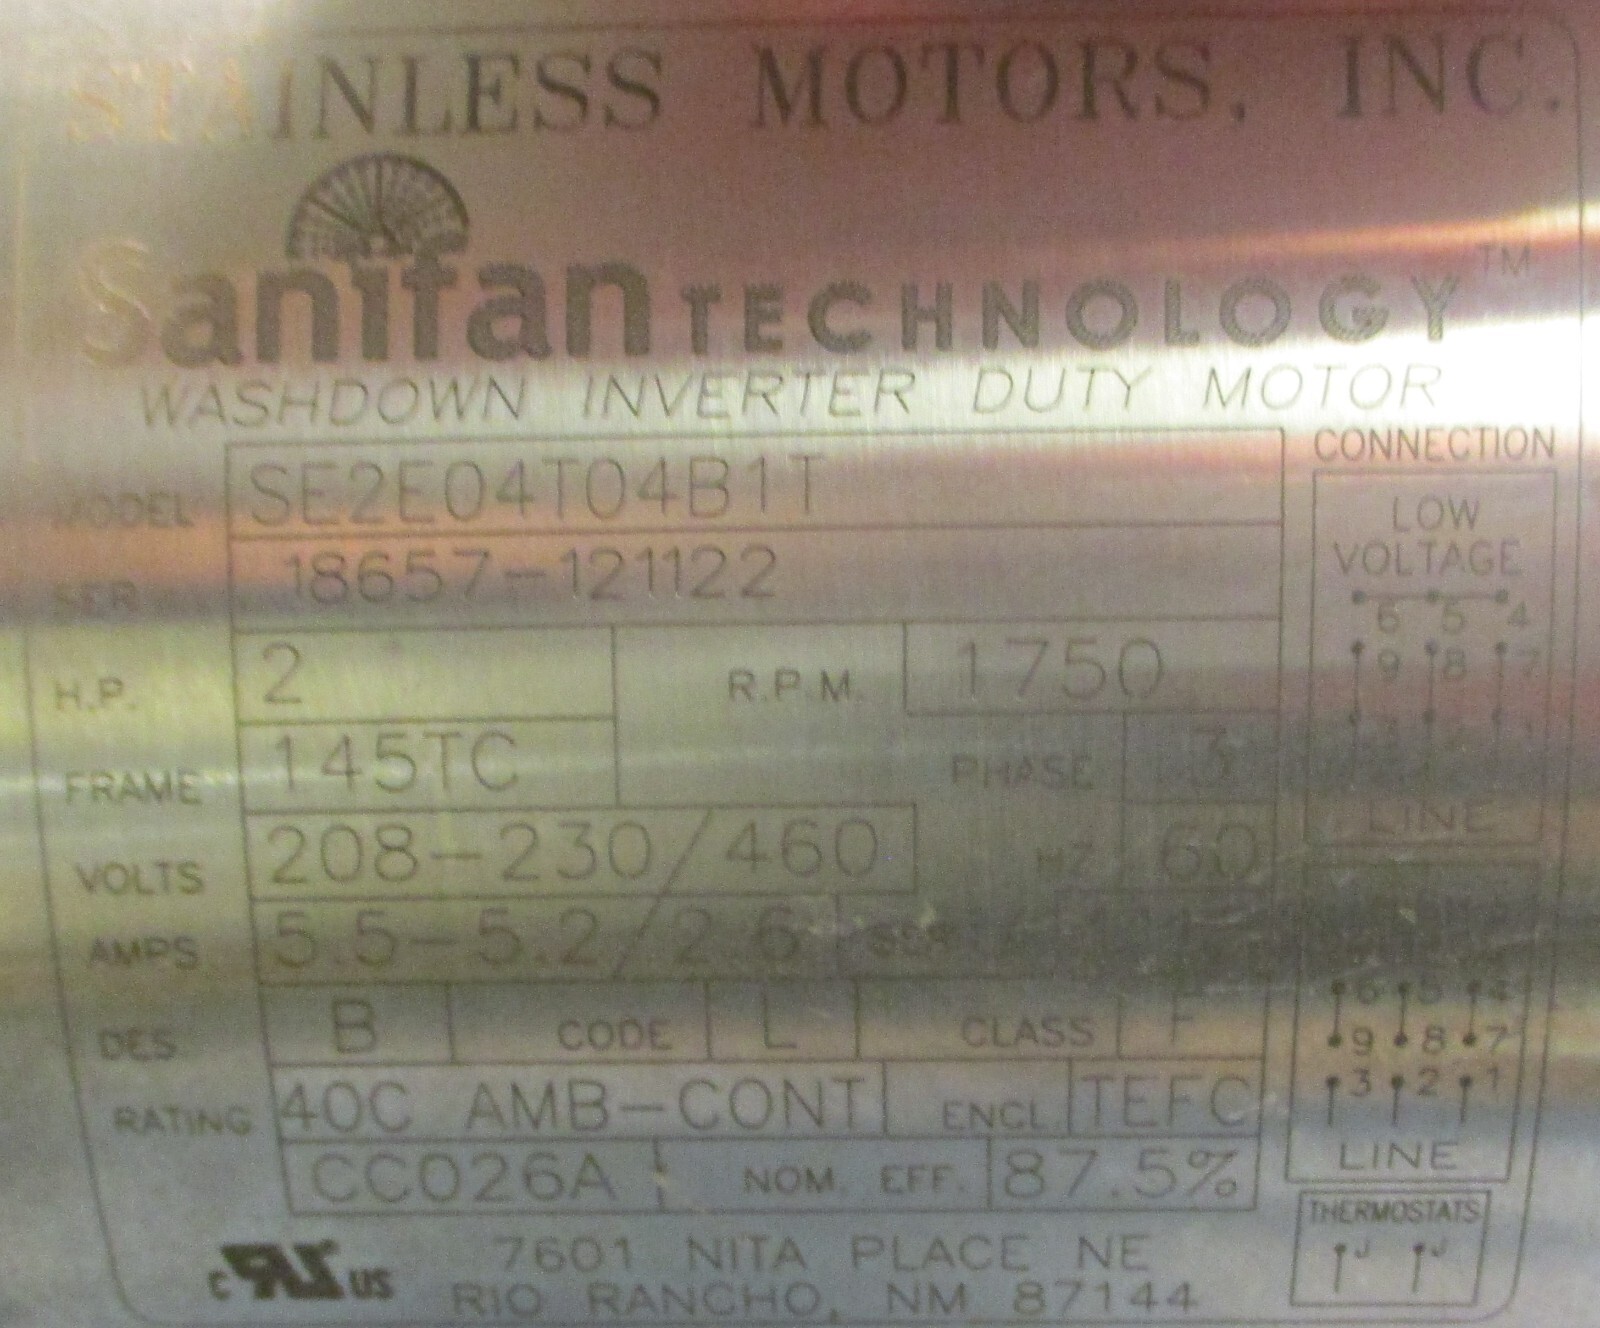 STAINLESS MOTORS, INC.
Sanifan TECHNOLOGY™
WASHDOWN INVERTER DUTY MOTOR
MODEL SE2E04T04B1T
SER 18657-121122
H.P. 2 R.P.M. 1750
FRAME 145TC PHASE 3
VOLTS 208-230/460 HZ 60
AMPS 5.5-5.2/2.6 SER
DES B CODE L CLASS F
RATING 40C AMB-CONT ENCL TEFC
CC026A NOM. EFF. 87.5%
c RU US
7601 NITA PLACE NE
RIO RANCHO, NM 87144
CONNECTION
LOW
VOLTAGE
6 5 4
9 8 7
LINE
6 5 4
9 8 7
3 2 1
LINE
THERMOSTATS
J J